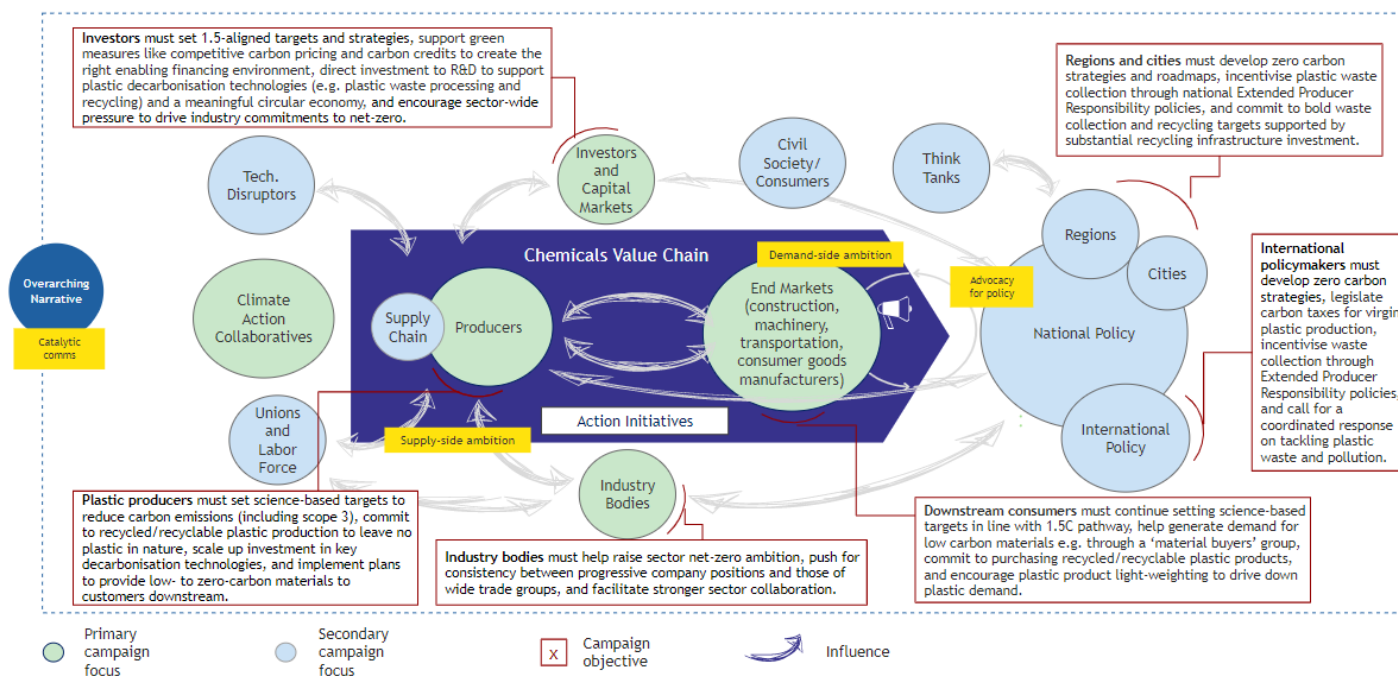 Investors must set 1.5-aligned targets and strategies, support green
measures like competitive carbon pricing and carbon credits to create the
right enabling financing environment, direct investment to R&D to support
plastic decarbonisation technologies (e.g. plastic waste processing and
recycling) and a meaningful circular economy, and encourage sector-wide
pressure to drive industry commitments to net-zero.
Regions and cities must develop zero carbon
strategies and roadmaps, incentivise plastic waste
collection through national Extended Producer
Responsibility policies, and commit to bold waste
collection and recycling targets supported by
substantial recycling infrastructure investment.
Tech.
Disruptors
Investors
and
Capital
Markets
Civil
Society/
Consumers
Think
Tanks
Regions
Cities
National Policy
International
Policy
International
policymakers must
develop zero carbon
strategies, legislate
carbon taxes for virgin
plastic production,
incentivise waste
collection through
Extended Producer
Responsibility policies,
and call for a
coordinated response
on tackling plastic
waste and pollution.
Overarching
Narrative
Catalytic
comms
Climate
Action
Collaboratives
Chemicals Value Chain
Supply
Chain
Producers
Demand-side ambition
End Markets
(construction,
machinery,
transportation,
consumer goods
manufacturers)
Advocacy
for policy
Action Initiatives
Supply-side ambition
Unions
and
Labor
Force
Industry
Bodies
Plastic producers must set science-based targets to
reduce carbon emissions (including scope 3), commit
to recycled/recyclable plastic production to leave no
plastic in nature, scale up investment in key
decarbonisation technologies, and implement plans
to provide low- to zero-carbon materials to
customers downstream.
Industry bodies must help raise sector net-zero ambition, push for
consistency between progressive company positions and those of
wide trade groups, and facilitate stronger sector collaboration.
Downstream consumers must continue setting science-based
targets in line with 1.5C pathway, help generate demand for
low carbon materials e.g. through a ‘material buyers’ group,
commit to purchasing recycled/recyclable plastic products,
and encourage plastic product light-weighting to drive down
plastic demand.
Primary
campaign
focus
Secondary
campaign
focus
X
Campaign
objective
Influence